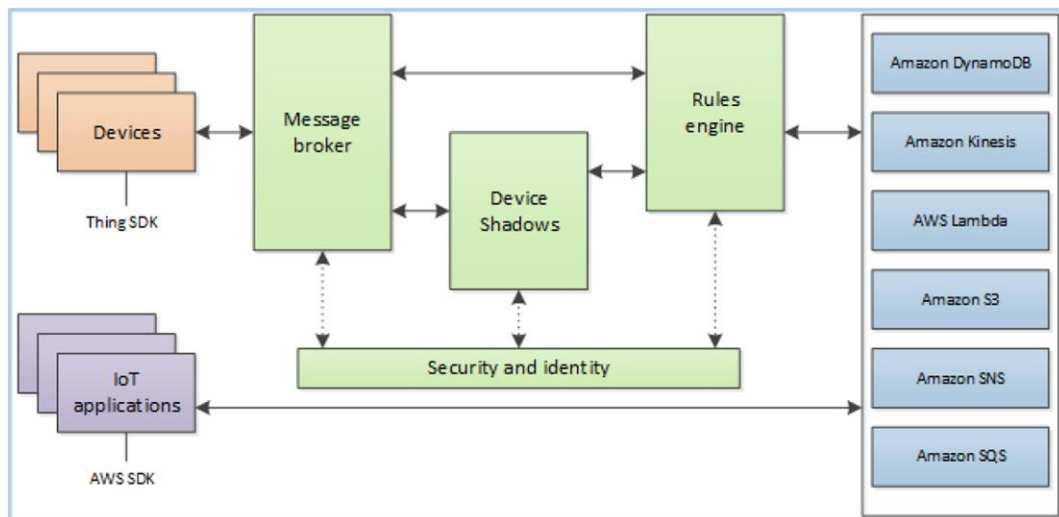 Devices
Thing SDK
Message
broker
Device
Shadows
Rules
engine
Security and identity
IoT
applications
AWS SDK
Amazon DynamoDB
Amazon Kinesis
AWS Lambda
Amazon S3
Amazon SNS
Amazon SQS